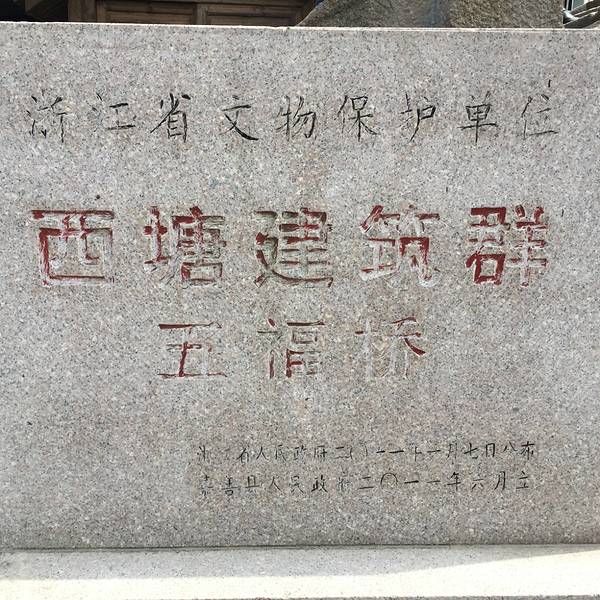 浙江省文物保护单位
西塘建筑群
五福桥
浙江省人民政府二〇一一年一月七日公布
嘉善县人民政府二〇一一年六月立